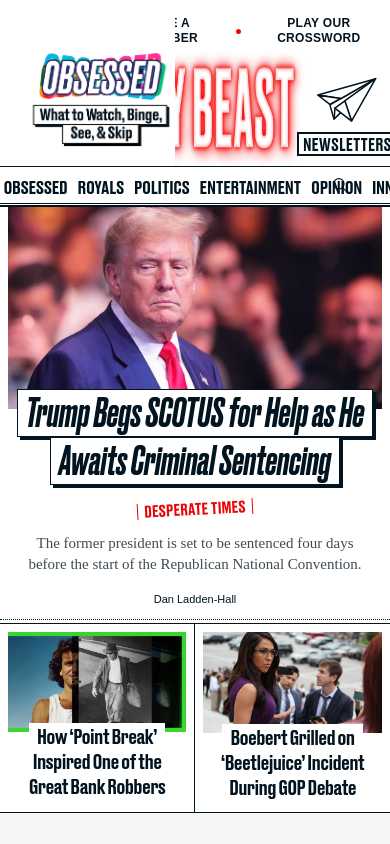 PLAY OUR
CROSSWORD
OBSESSED
What to Watch, Binge,
See, & Skip
BEAST
NEWSLETTERS
OBSESSED ROYALS POLITICS ENTERTAINMENT OPINION
Trump Begs SCOTUS for Help as He
Awaits Criminal Sentencing
DESPERATE TIMES
The former president is set to be sentenced four days
before the start of the Republican National Convention.
Dan Ladden-Hall
How ‘Point Break’
Inspired One of the
Great Bank Robbers
Boebert Grilled on
‘Beetlejuice’ Incident
During GOP Debate